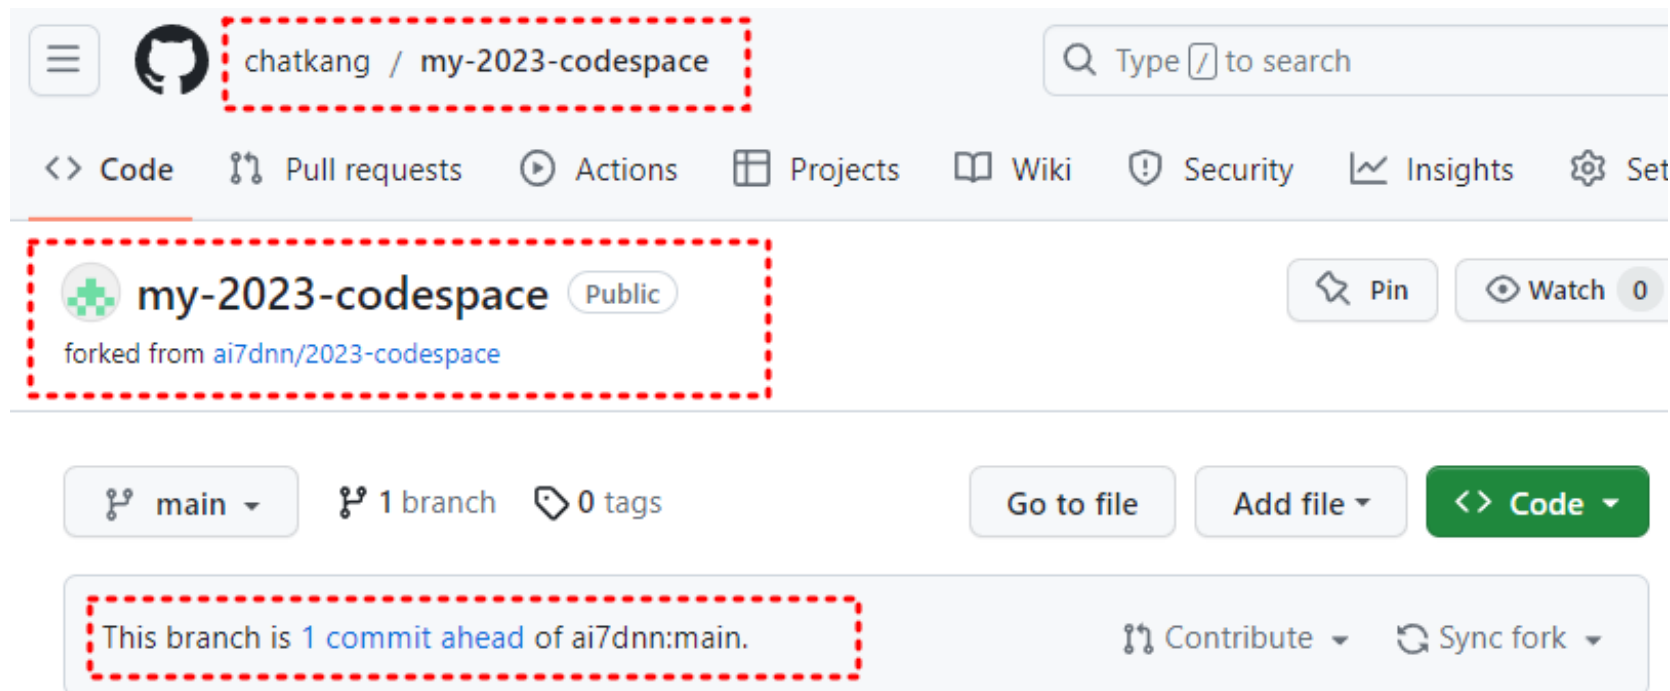 chatkang / my-2023-codespace
Type / to search
Code Pull requests Actions Projects Wiki Security Insights Set
my-2023-codespace Public
Pin Watch 0
forked from ai7dnn/2023-codespace
main 1 branch 0 tags Go to file Add file Code
This branch is 1 commit ahead of ai7dnn:main. Contribute Sync fork